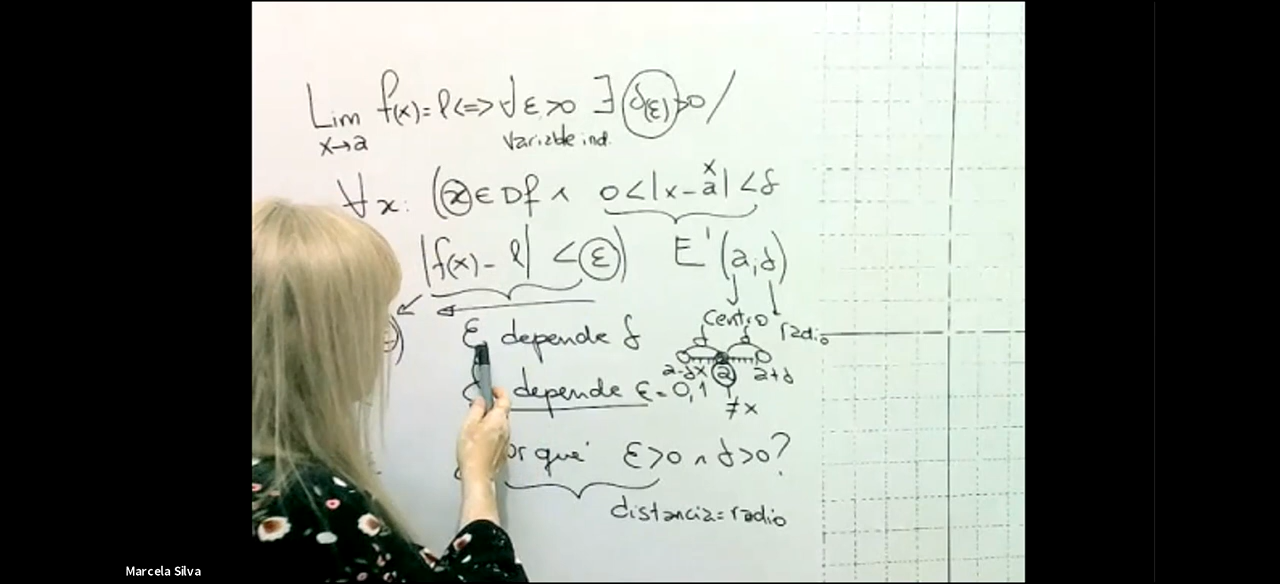 Lim f(x) = l <=> ∀ ε > 0 ∃ δ(ε) > 0 /
x→a
Variable ind.
∀ x: (x ∈ Df ∧ 0 < |x - a| < δ
x
|f(x) - l| < ε) E'(a, δ)
centro radio
ε depende δ
δ δ
a-δ x a a+δ
depende ε = 0,1
≠ x
or qué ε > 0 ∧ δ > 0?
distancia = radio
Marcela Silva